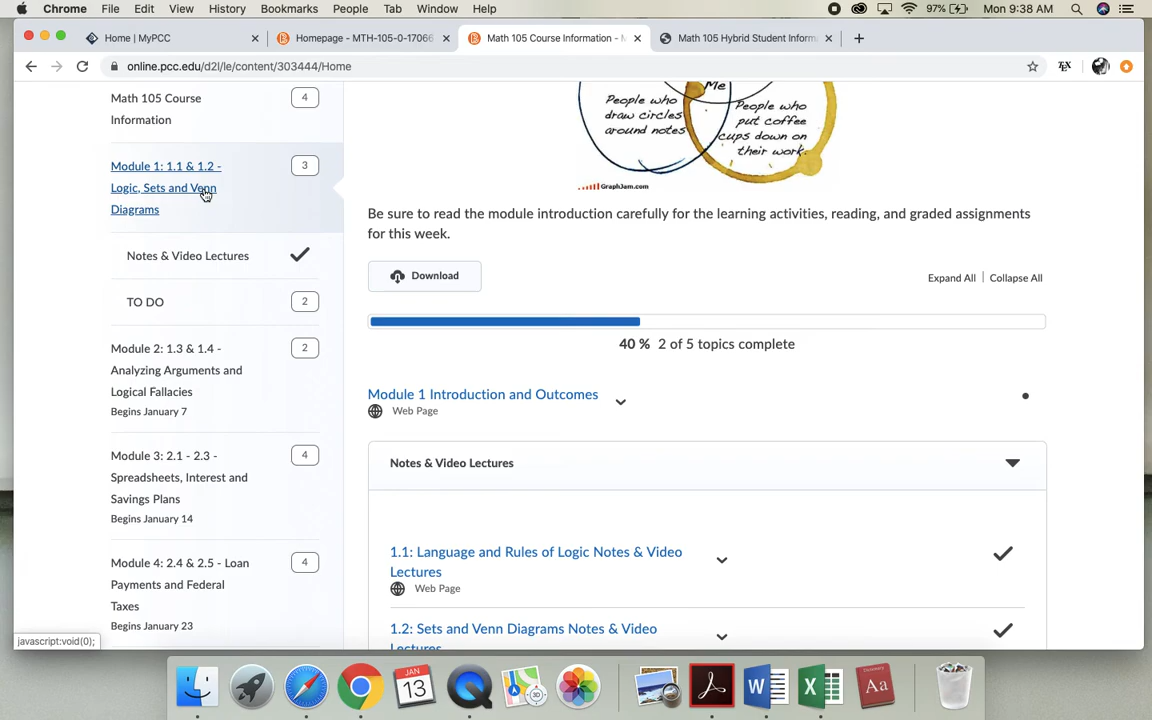 Chrome File Edit View History Bookmarks People Tab Window Help 97% Mon 9:38 AM
Home | MyPCC Homepage - MTH-105-0-17066 Math 105 Course Information - M Math 105 Hybrid Student Inform
online.pcc.edu/d2l/le/content/303444/Home
Math 105 Course
Information
4
Module 1: 1.1 & 1.2 -
Logic, Sets and Venn
Diagrams
3
Notes & Video Lectures
TO DO
2
Module 2: 1.3 & 1.4 -
Analyzing Arguments and
Logical Fallacies
Begins January 7
2
Module 3: 2.1 - 2.3 -
Spreadsheets, Interest and
Savings Plans
Begins January 14
4
Module 4: 2.4 & 2.5 - Loan
Payments and Federal
Taxes
Begins January 23
4
javascript:void(0);
People who
draw circles
around notes
Me
People who
put coffee
cups down on
their work.
GraphJam.com
Be sure to read the module introduction carefully for the learning activities, reading, and graded assignments
for this week.
Download
Expand All Collapse All
40 % 2 of 5 topics complete
Module 1 Introduction and Outcomes
Web Page
Notes & Video Lectures
1.1: Language and Rules of Logic Notes & Video
Lectures
Web Page
1.2: Sets and Venn Diagrams Notes & Video
Lectures
JAN
13
3D
W
X
Dictionary
Aa